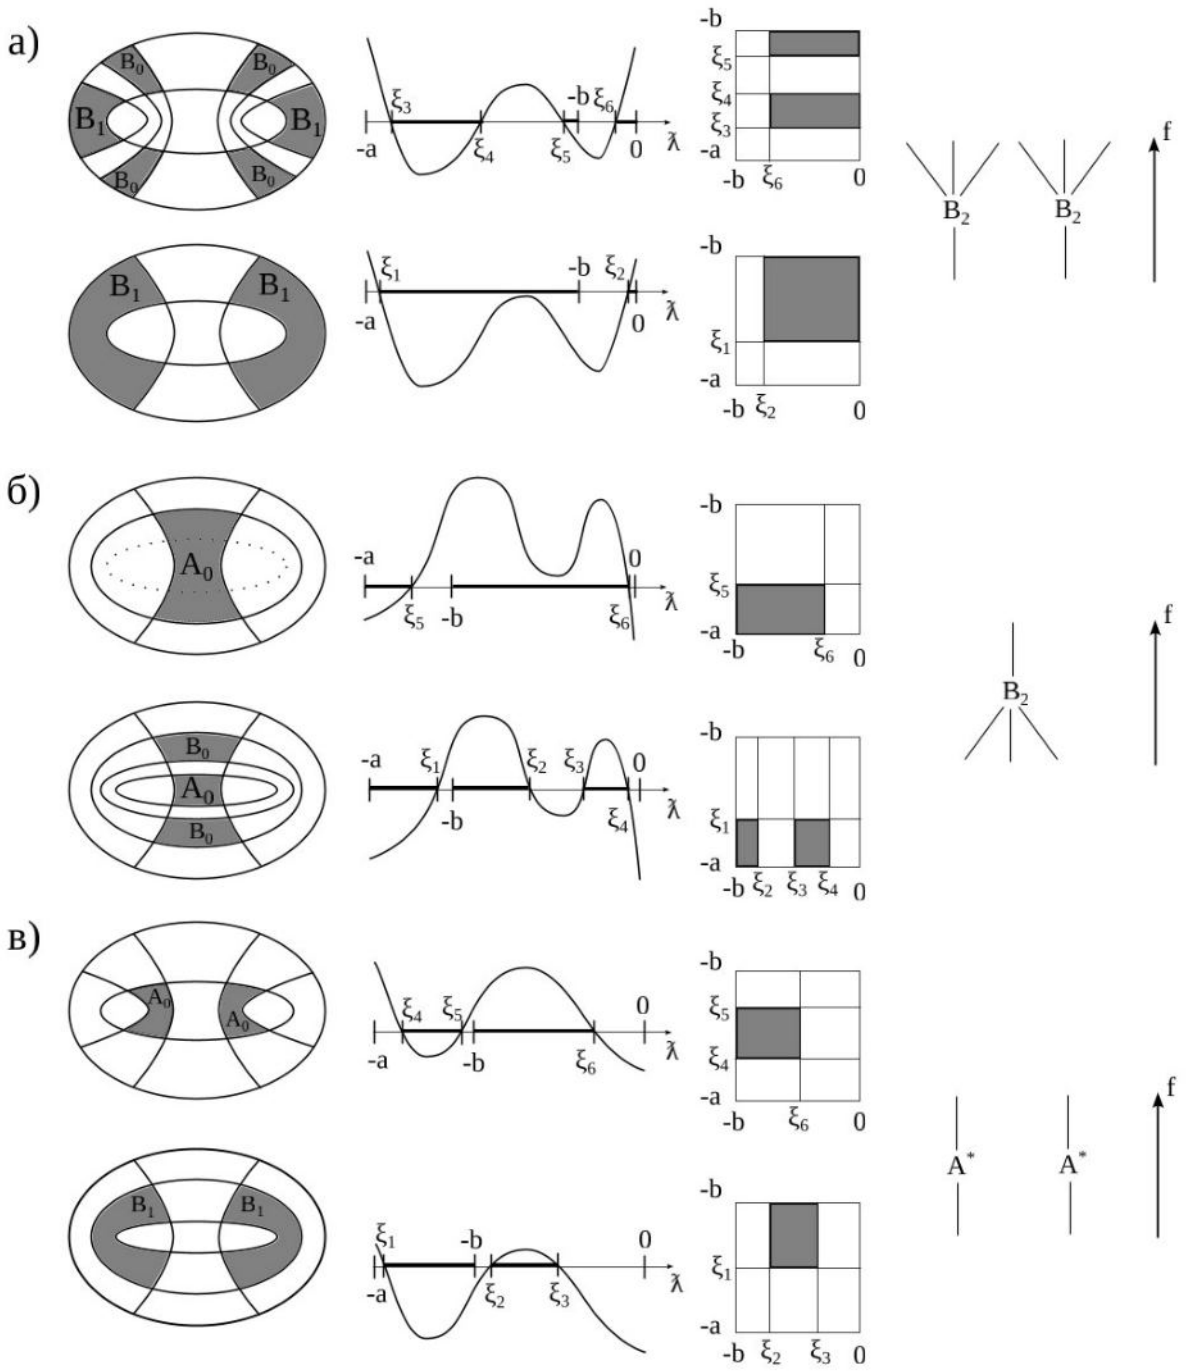 а)
B₀ B₀
B₁ B₁
B₀ B₀
ξ₃ -b ξ₆
-a ξ₄ ξ₅ 0 λ̃
-b
ξ₅
ξ₄
ξ₃
-a
-b ξ₆ 0
B₂ B₂
f
B₁ B₁
ξ₁ -b ξ₂
-a 0 λ̃
-b
ξ₁
-a
-b ξ₂ 0
б)
A₀
-a 0
ξ₅ -b ξ₆ λ̃
-b
ξ₅
-a
-b ξ₆ 0
B₂
f
B₀
A₀
B₀
-a ξ₁ ξ₂ ξ₃ 0
-b ξ₄ λ̃
-b
ξ₁
-a
-b ξ₂ ξ₃ ξ₄ 0
в)
A₀ A₀
ξ₄ ξ₅ 0
-a -b ξ₆ λ̃
-b
ξ₅
ξ₄
-a
-b ξ₆ 0
A* A*
f
B₁ B₁
ξ₁ -b 0
-a ξ₂ ξ₃ λ̃
-b
ξ₁
-a
-b ξ₂ ξ₃ 0